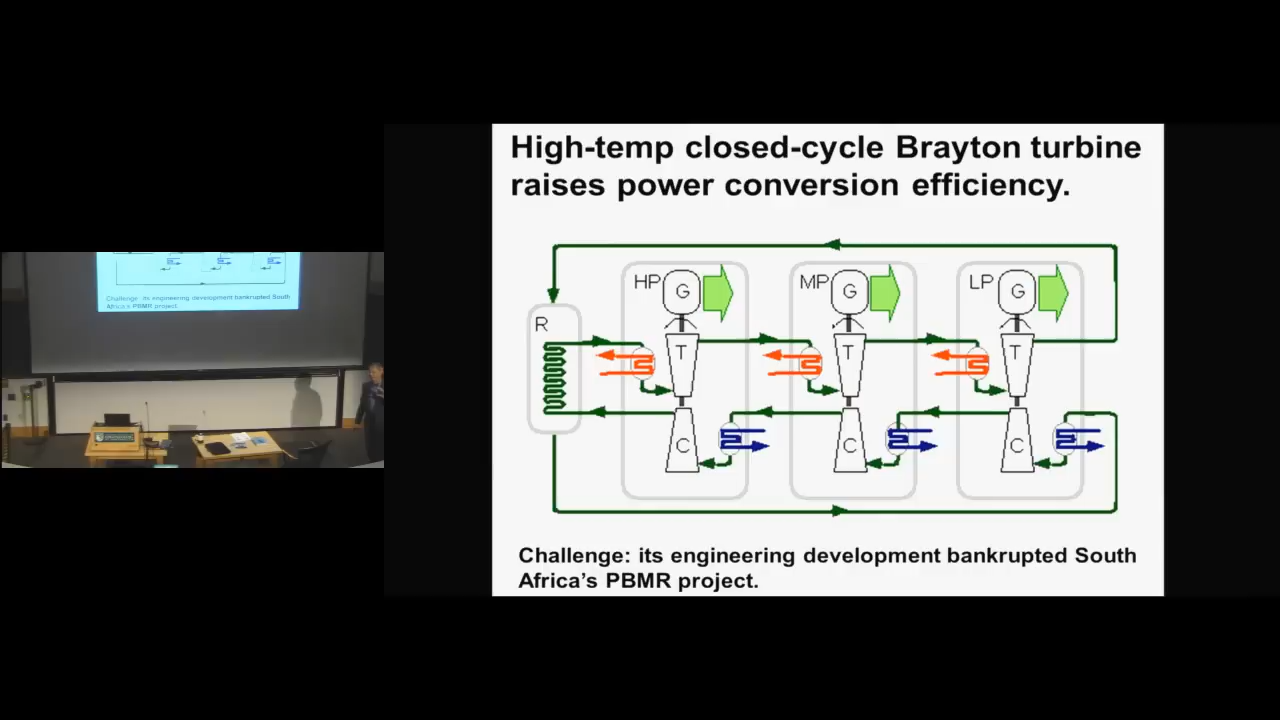 High-temp closed-cycle Brayton turbine
raises power conversion efficiency.
HP G MP G LP G
R
T T T
C C C
Challenge: its engineering development bankrupted South
Africa's PBMR project.
Challenge: its engineering development bankrupted South
Africa's PBMR project.